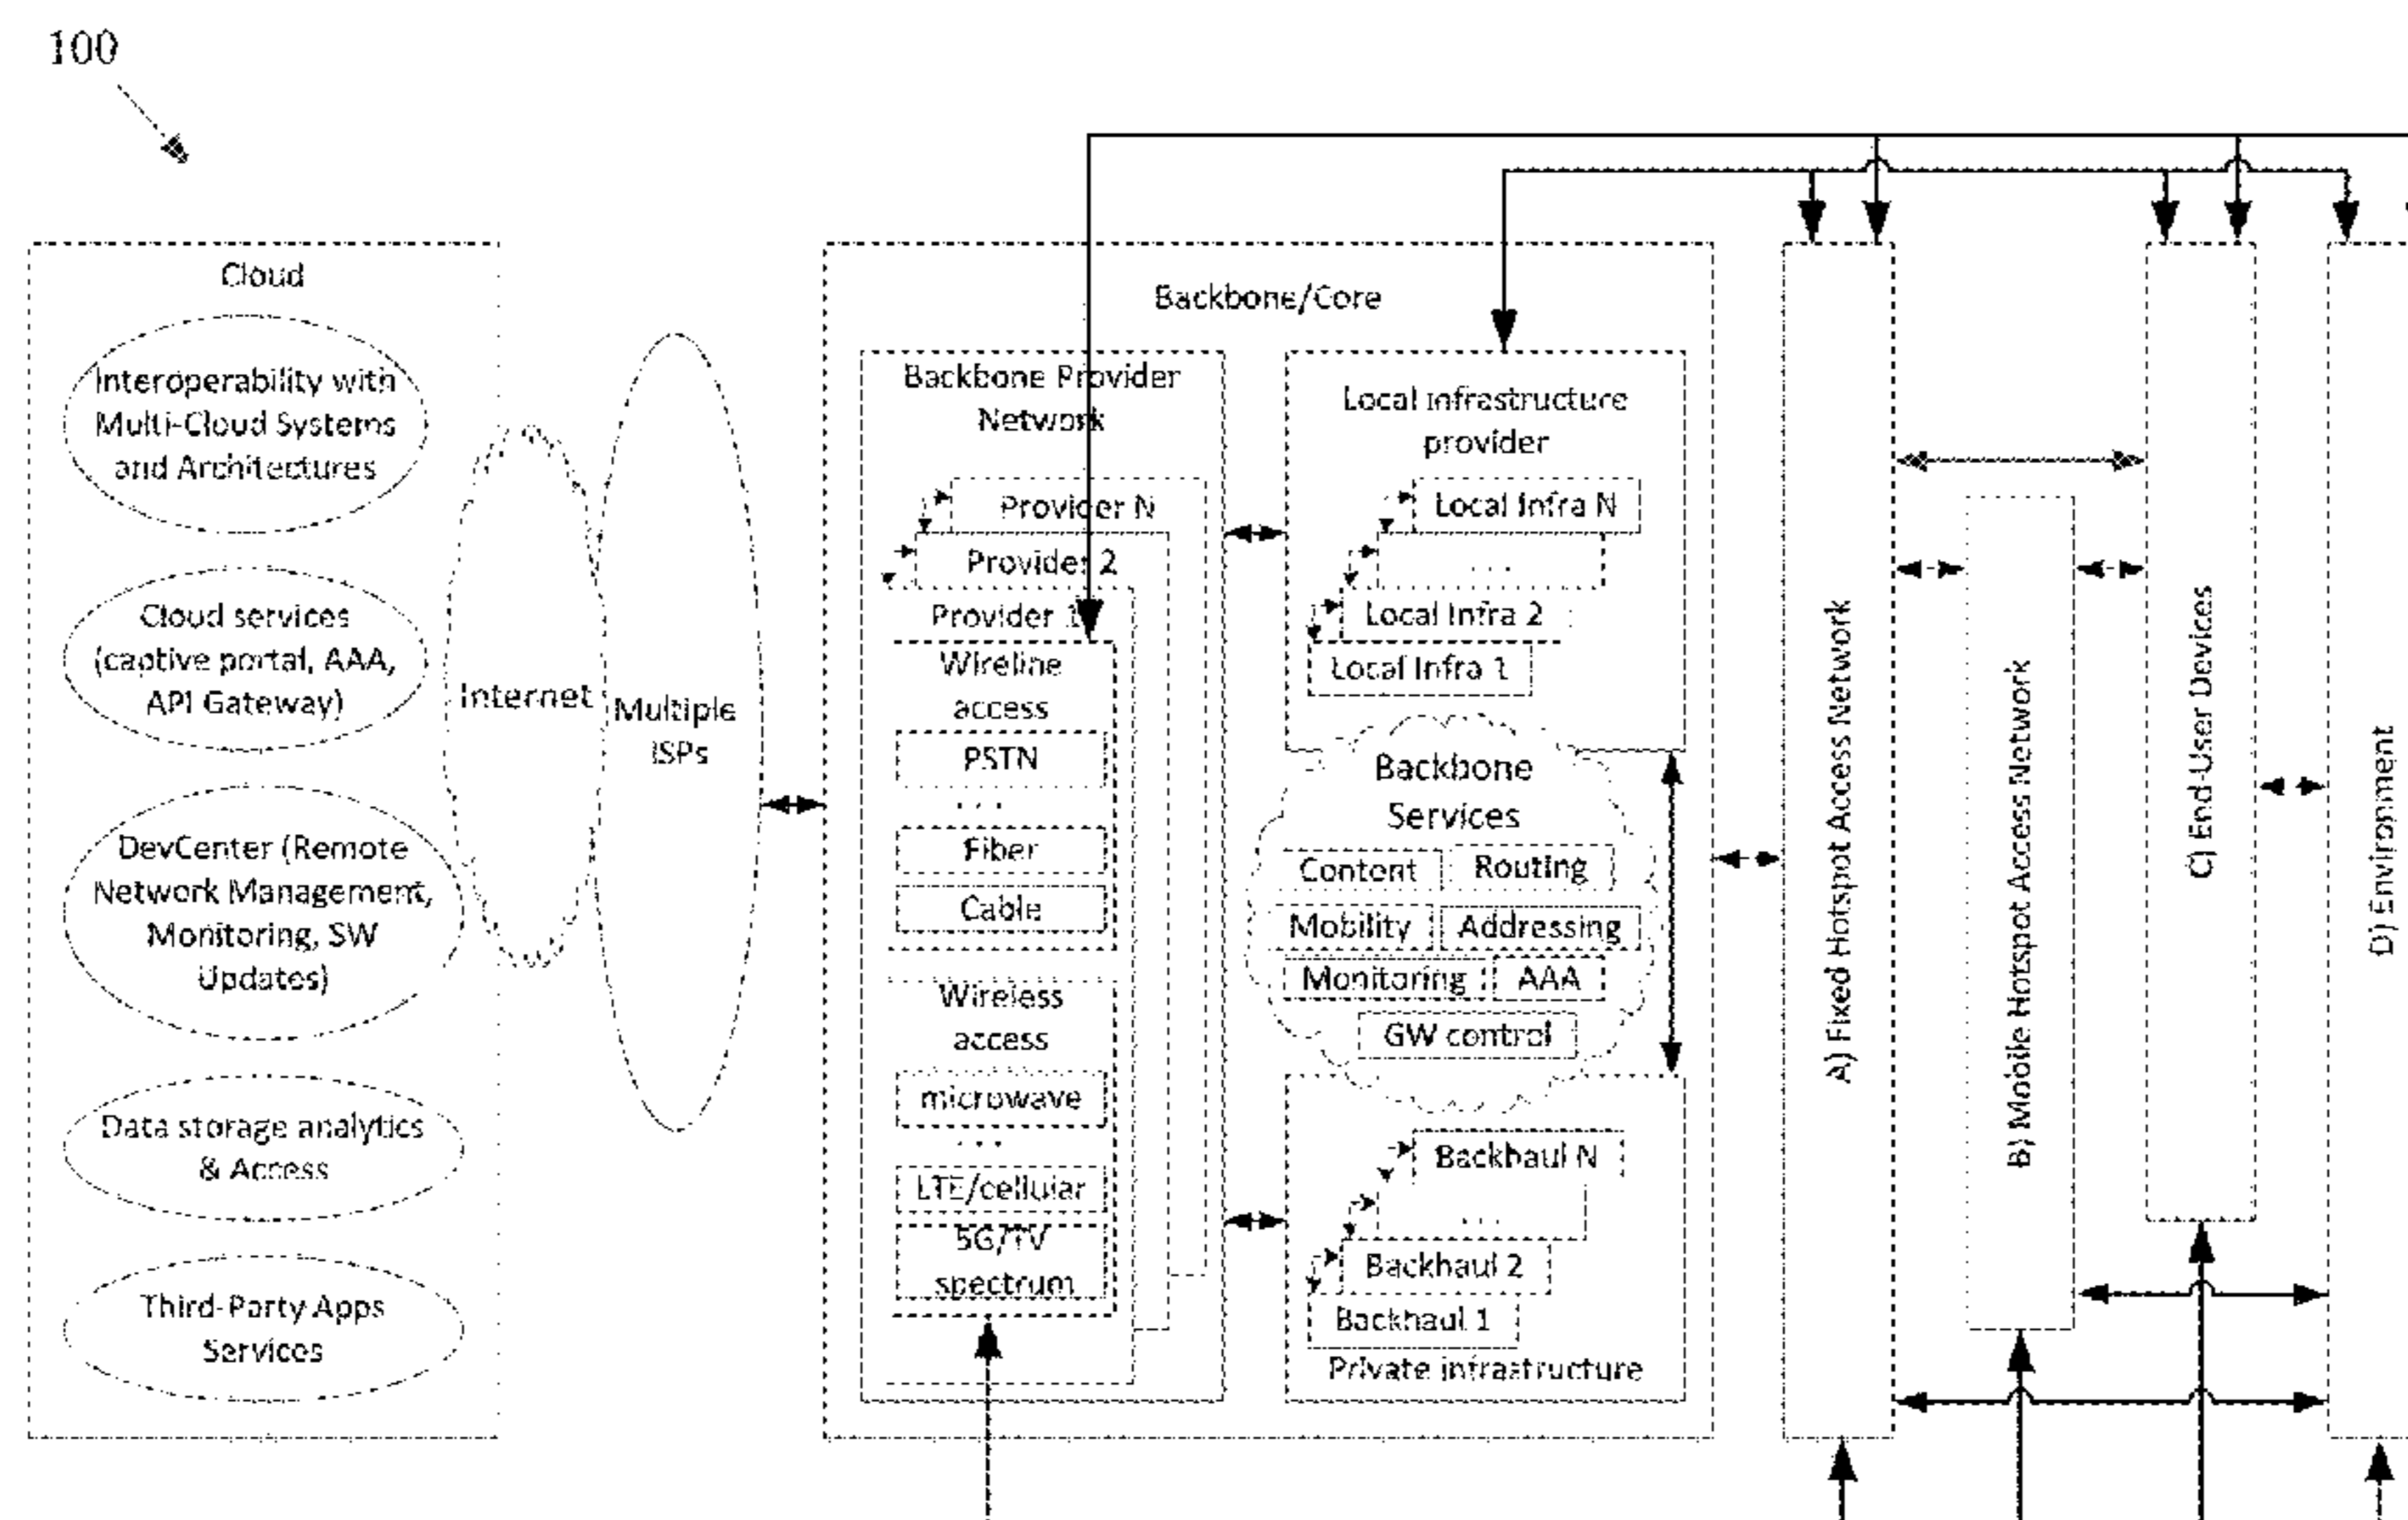 100
Cloud
Interoperability with
Multi-Cloud Systems
and Architectures
Cloud services
(captive portal, AAA,
API Gateway)
DevCenter (Remote
Network Management,
Monitoring, SW
Updates)
Data storage analytics
& Access
Third-Party Apps
Services
Internet
Multiple
ISPs
Backbone/Core
Backbone Provider
Network
Provider N
Provider 2
Provider 1
Wireline
access
PSTN
...
Fiber
Cable
Wireless
access
microwave
...
LTE/cellular
5G/TV
spectrum
Local infrastructure
provider
Local Infra N
...
Local Infra 2
Local Infra 1
Backbone
Services
Content Routing
Mobility Addressing
Monitoring AAA
GW control
Backhaul N
...
Backhaul 2
Backhaul 1
Private infrastructure
A) Fixed Hotspot Access Network
B) Mobile Hotspot Access Network
C) End-User Devices
D) Environment